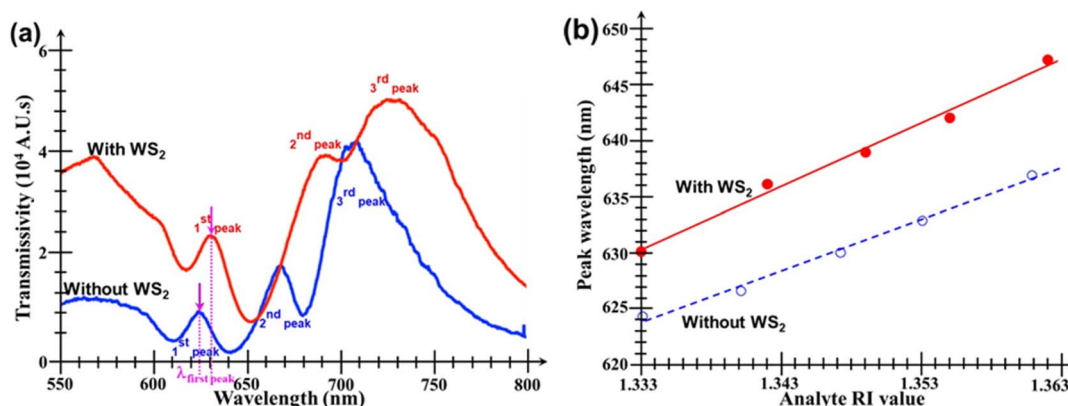 (a)
6
4
2
0
Transmissivity (10⁴ A.U.s)
With WS₂
Without WS₂
1ˢᵗ peak
2ⁿᵈ peak
3ʳᵈ peak
1ˢᵗ peak
2ⁿᵈ peak
3ʳᵈ peak
λfirst peak
550 600 650 700 750 800
Wavelength (nm)
(b)
650
645
640
635
630
625
620
Peak wavelength (nm)
With WS₂
Without WS₂
1.333 1.343 1.353 1.363
Analyte RI value